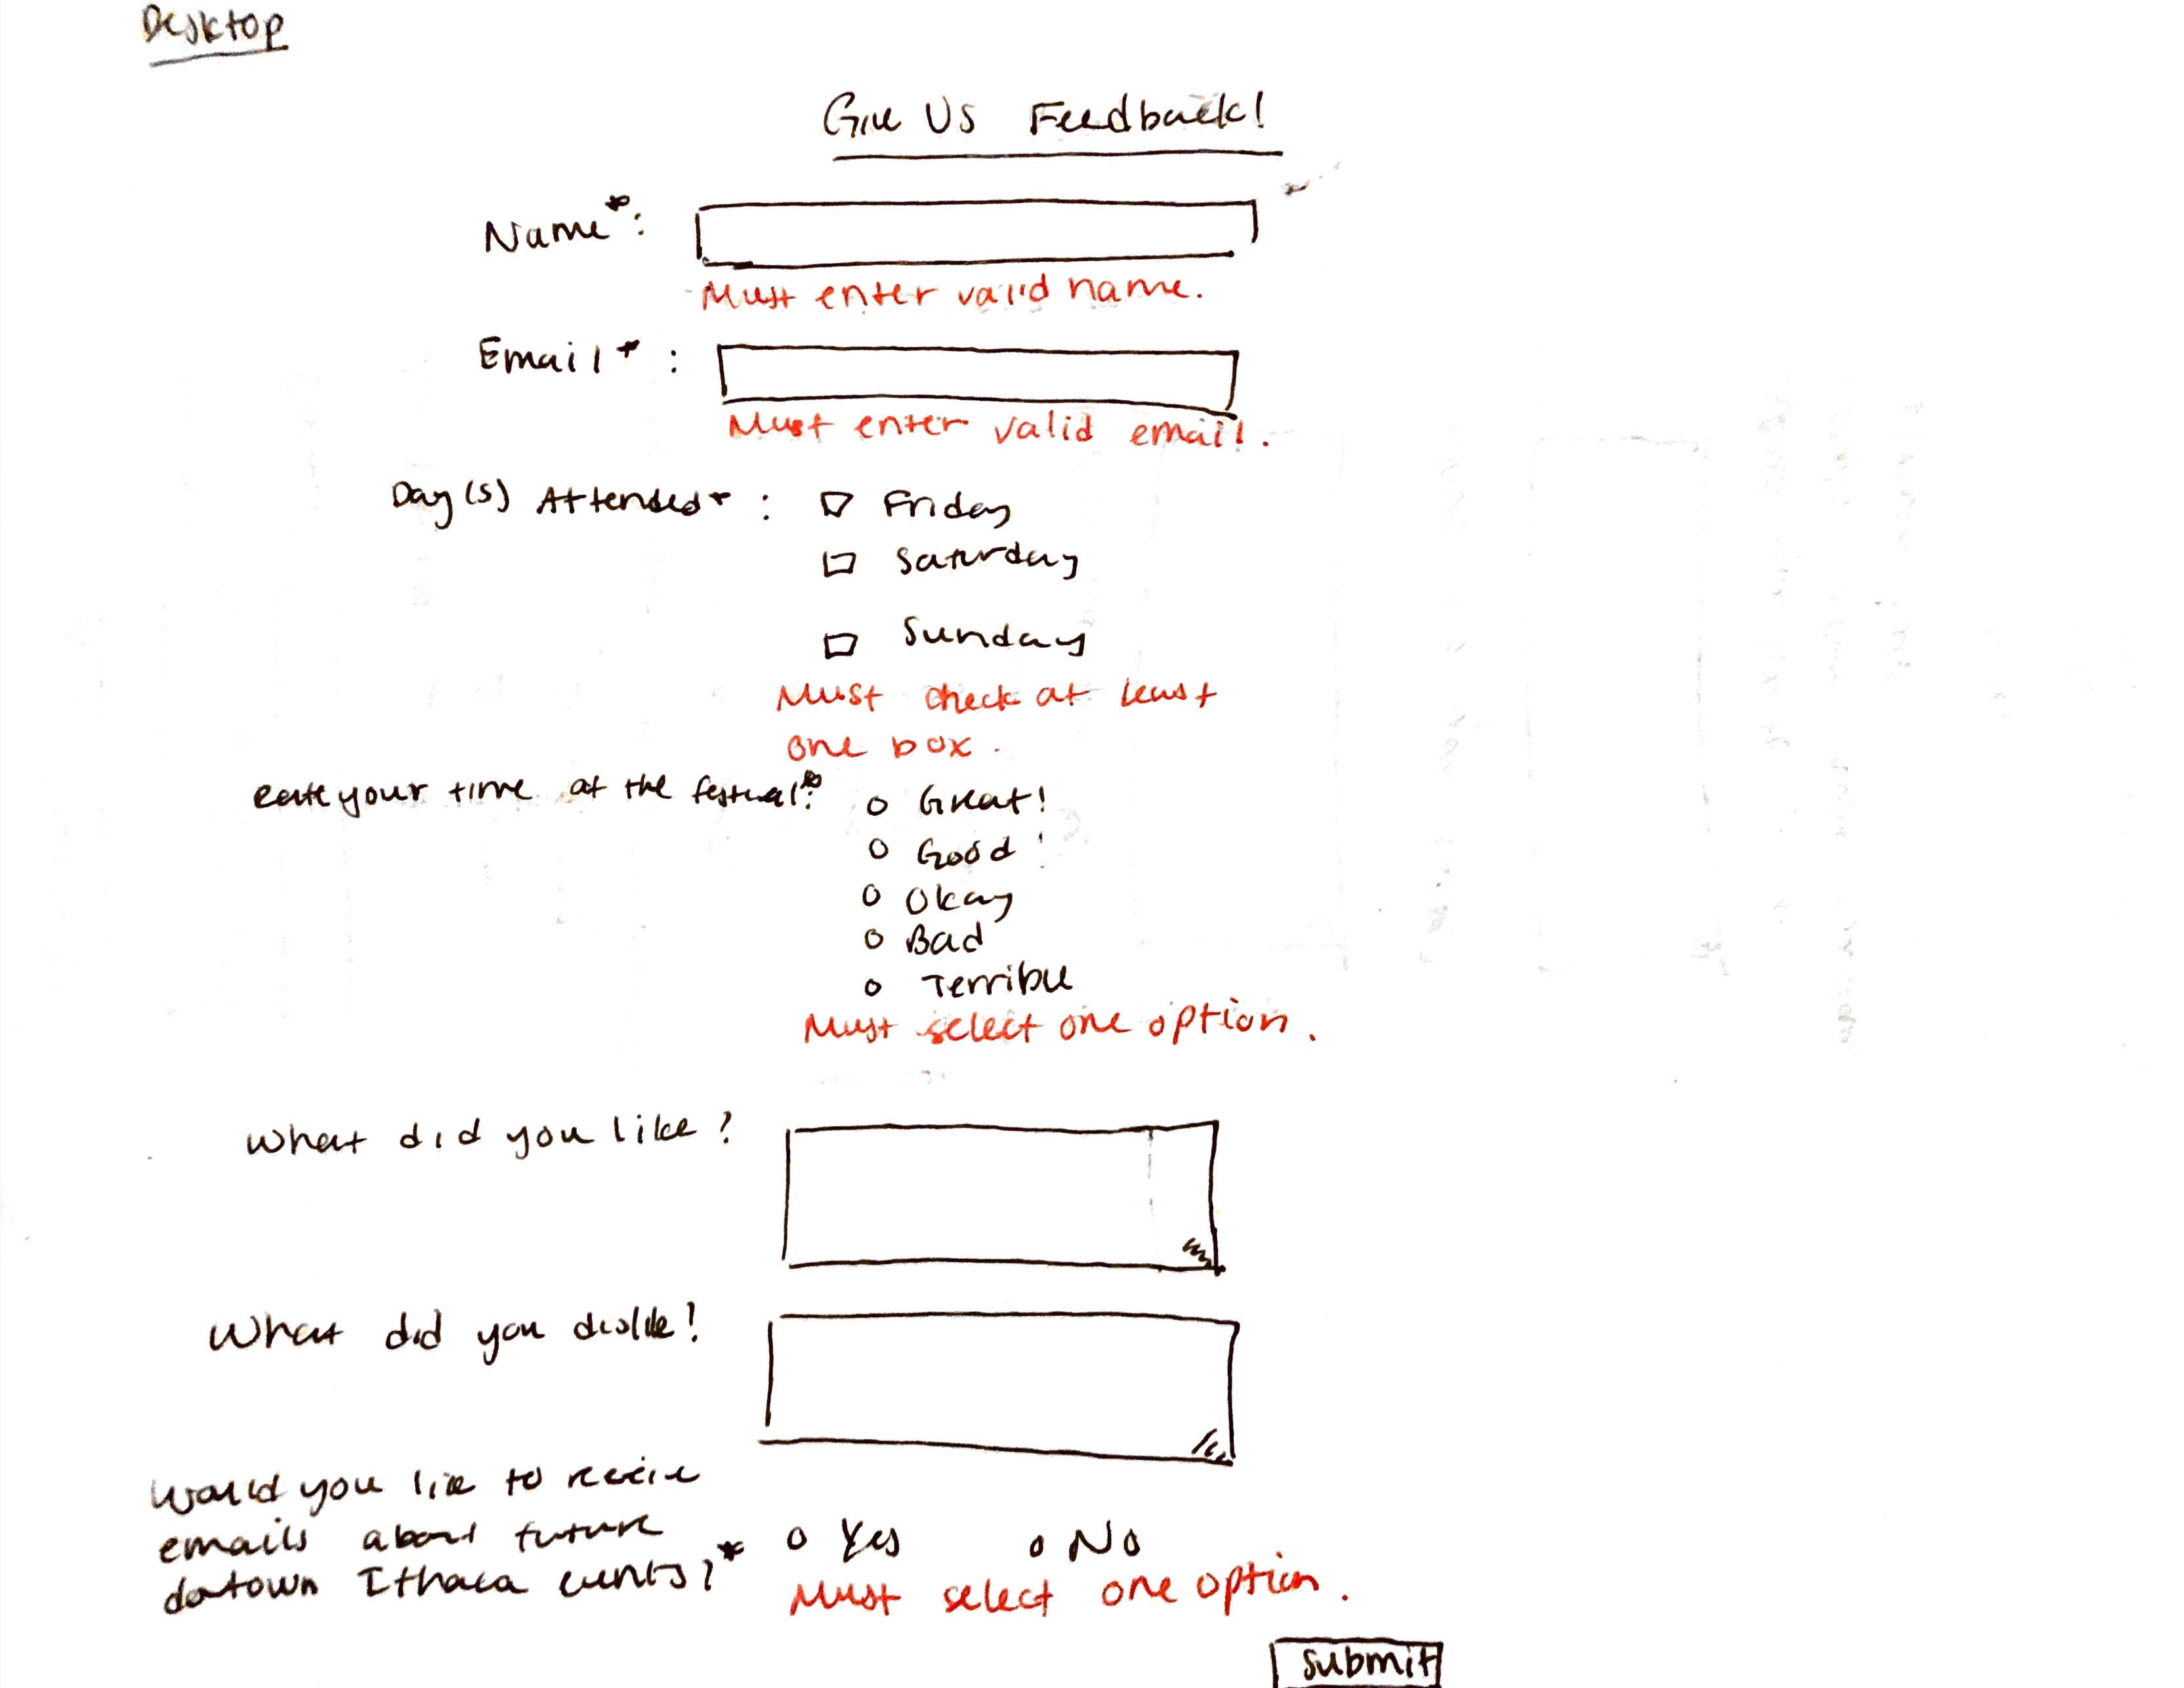 Desktop
Give Us Feedback!
Name*:
Must enter valid name.
Email* :
Must enter valid email.
Day(s) Attended* : Friday
Saturday
Sunday
Must check at least
one box.
Rate your time at the festival*: Great!
Good!
Okay
Bad
Terrible
Must select one option.
What did you like?
What did you dislike?
Would you like to receive
emails about future
Ithaca events?* Yes No
Must select one option.
Submit